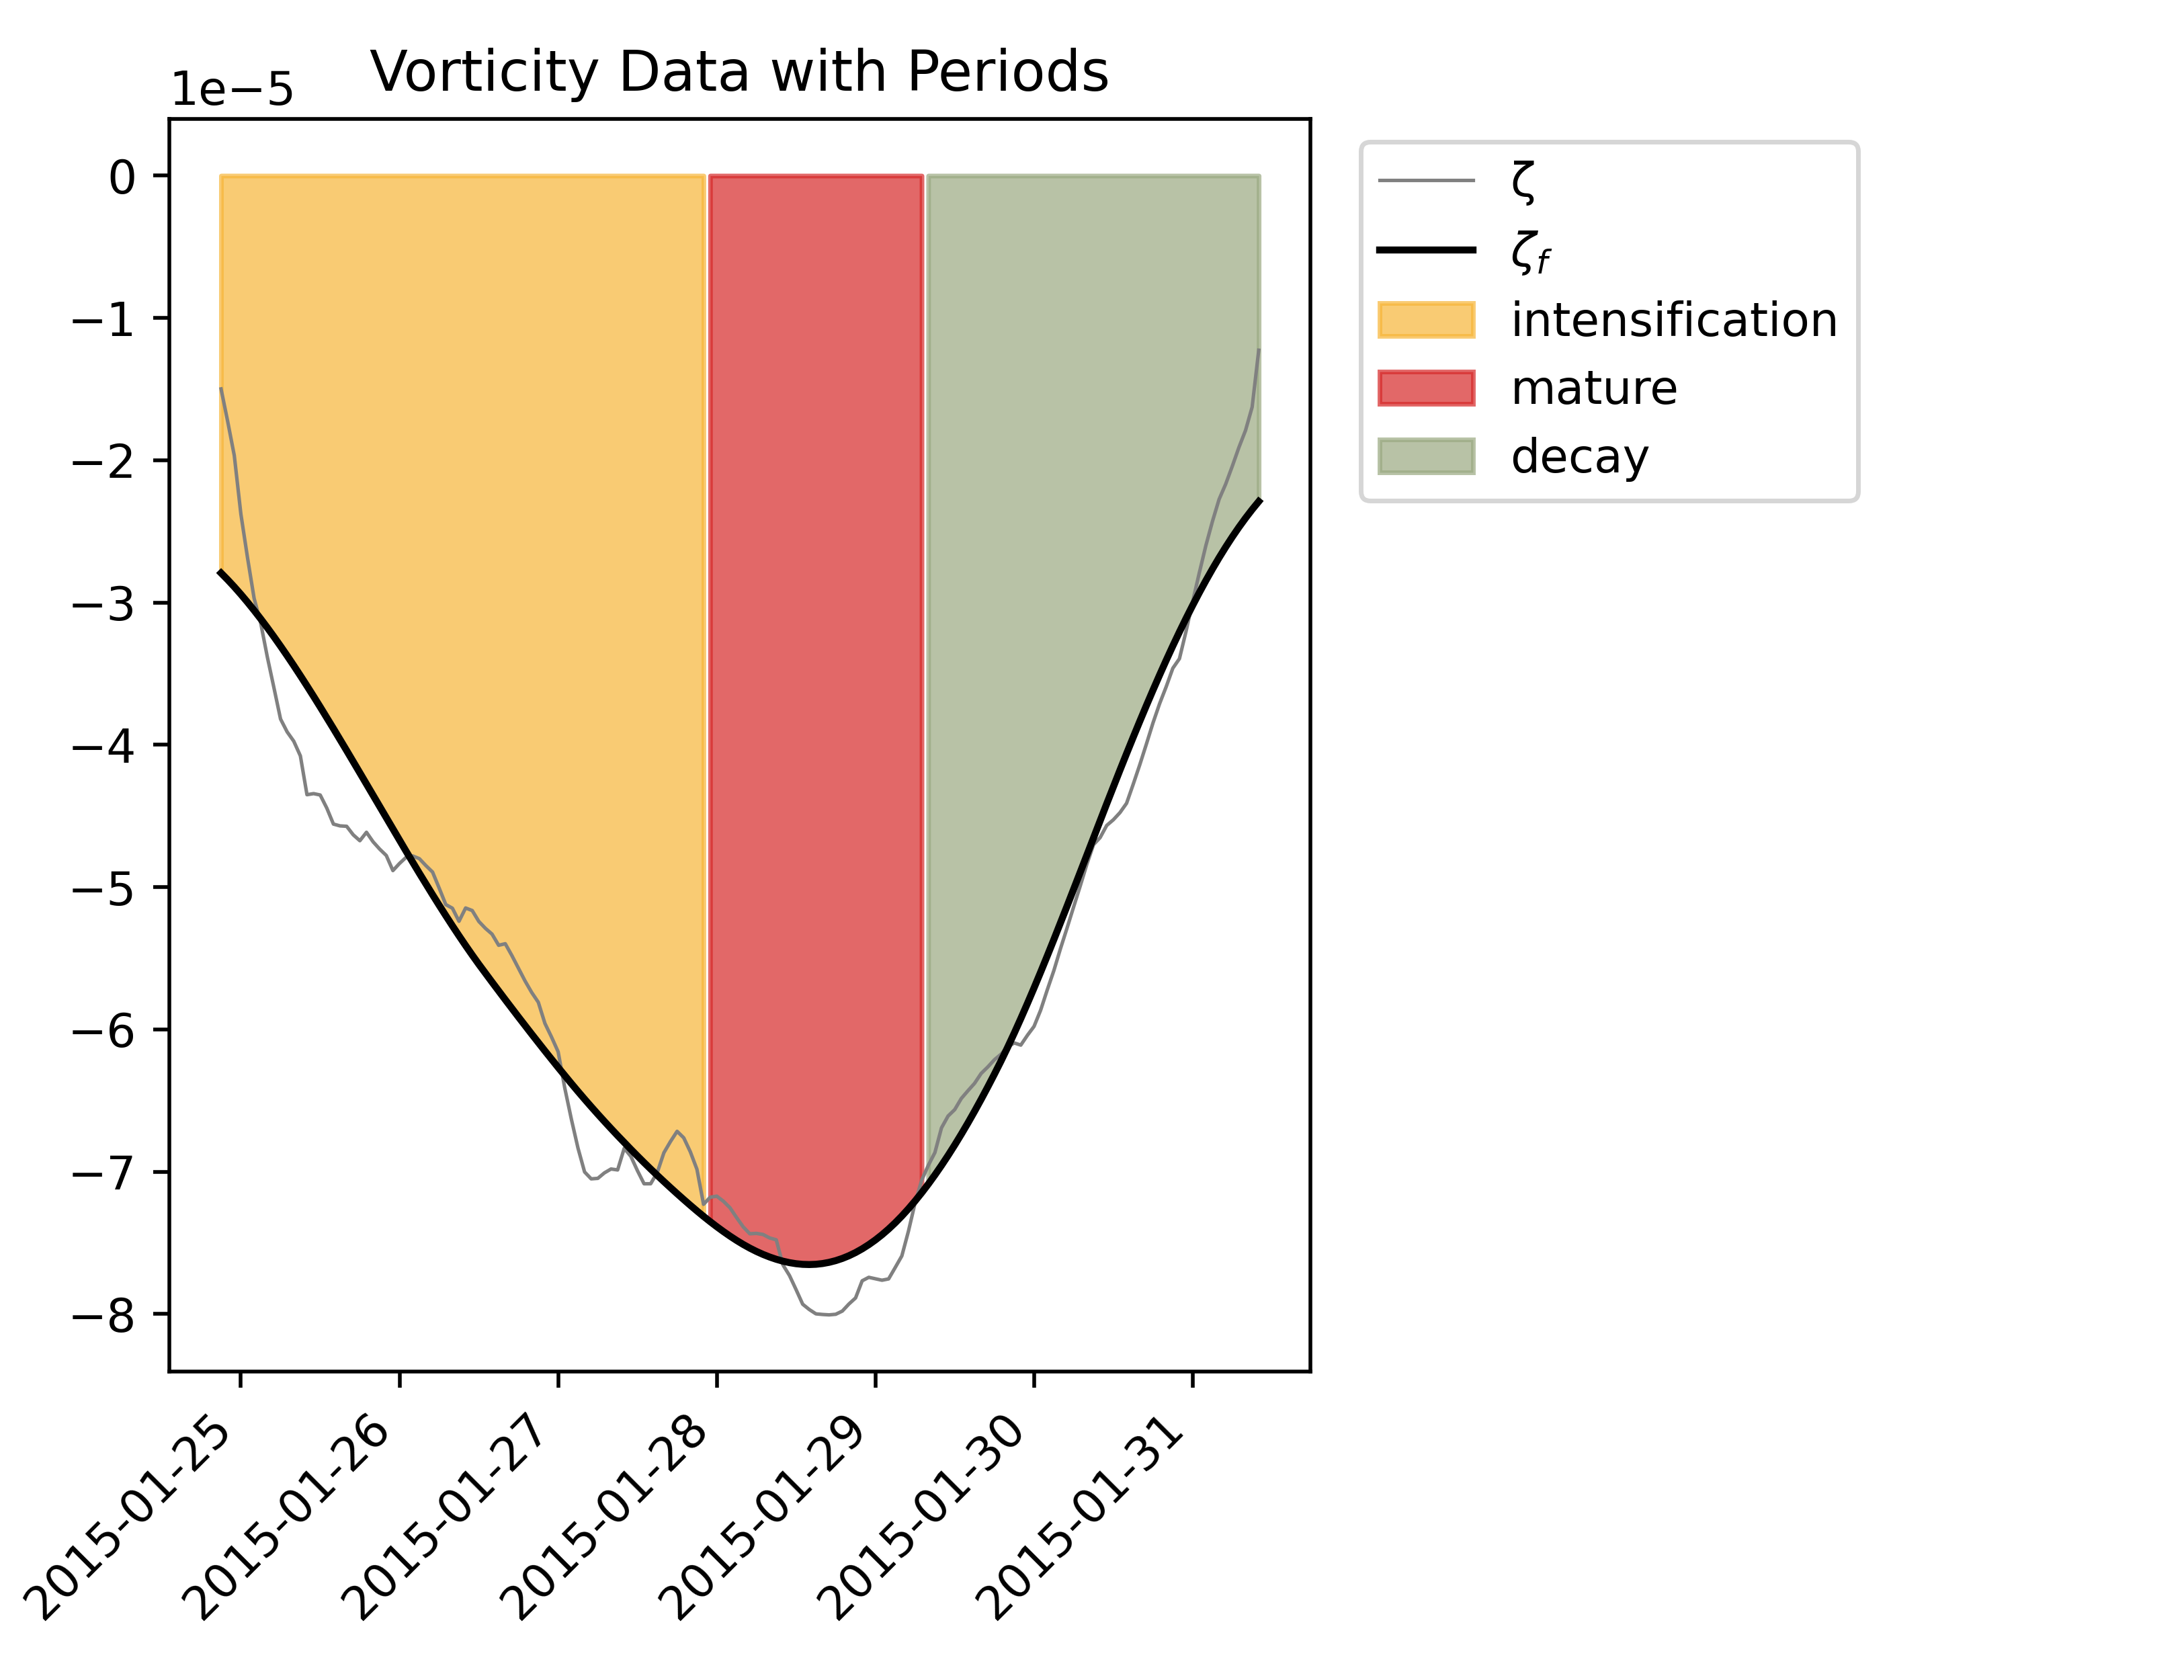 Vorticity Data with Periods
1e−5
0
−1
−2
−3
−4
−5
−6
−7
−8
2015-01-25
2015-01-26
2015-01-27
2015-01-28
2015-01-29
2015-01-30
2015-01-31
ζ
ζf
intensification
mature
decay